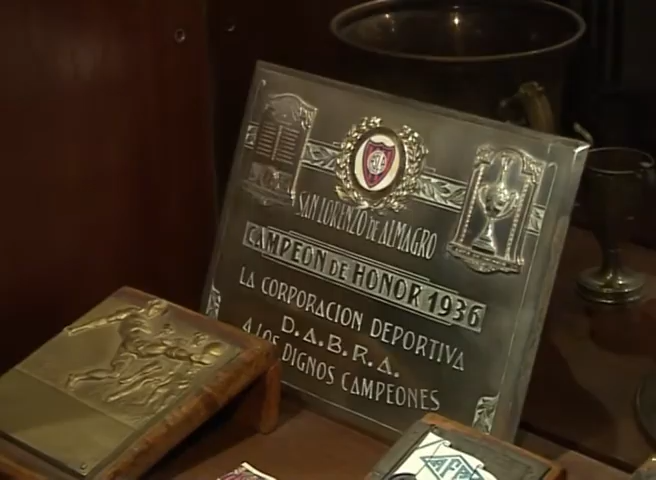 SAN LORENZO DE ALMAGRO
CAMPEON DE HONOR 1936
LA CORPORACION DEPORTIVA
D.A.B.R.A.
A LOS DIGNOS CAMPEONES